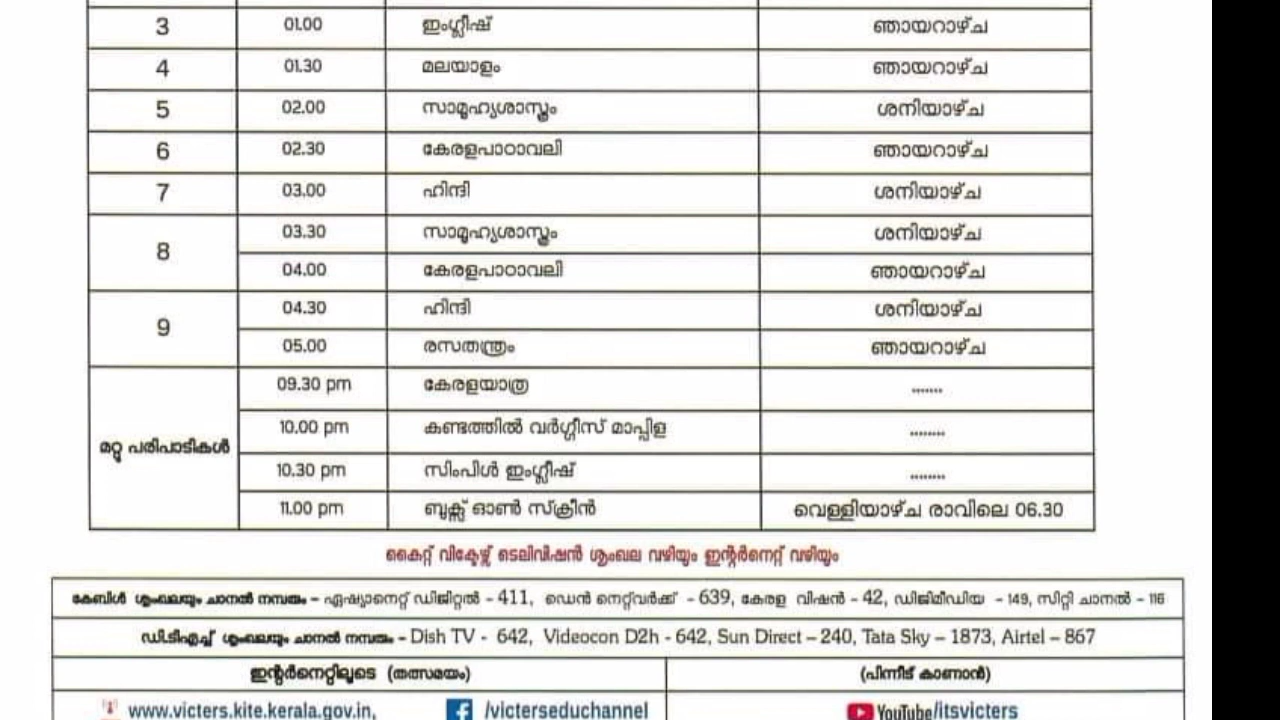 3 01.00 ഇംഗ്ലീഷ് ഞായറാഴ്ച
4 01.30 മലയാളം ഞായറാഴ്ച
5 02.00 സാമൂഹ്യശാസ്ത്രം ശനിയാഴ്ച
6 02.30 കേരളപാഠാവലി ഞായറാഴ്ച
7 03.00 ഹിന്ദി ശനിയാഴ്ച
8 03.30 സാമൂഹ്യശാസ്ത്രം ശനിയാഴ്ച
04.00 കേരളപാഠാവലി ഞായറാഴ്ച
9 04.30 ഹിന്ദി ശനിയാഴ്ച
05.00 രസതന്ത്രം ഞായറാഴ്ച
മറ്റു പരിപാടികൾ 09.30 pm കേരളയാത്ര .......
10.00 pm കണ്ടത്തിൽ വർഗ്ഗീസ് മാപ്പിള ........
10.30 pm സിംപിൾ ഇംഗ്ലീഷ് ........
11.00 pm ബുക്സ് ഓൺ സ്ക്രീൻ വെള്ളിയാഴ്ച രാവിലെ 06.30
കൈറ്റ് വിക്ടേഴ്സ് ടെലിവിഷൻ ശൃംഖല വഴിയും ഇന്റർനെറ്റ് വഴിയും
കേബിൾ ശൃംഖലയും ചാനൽ നമ്പരും – ഏഷ്യാനെറ്റ് ഡിജിറ്റൽ - 411, ഡെൻ നെറ്റ്‌വർക്ക് - 639, കേരള വിഷൻ - 42, ഡിജിമീഡിയ - 149, സിറ്റി ചാനൽ - 116
ഡി.ടി.എച്ച് ശൃംഖലയും ചാനൽ നമ്പരും – Dish TV - 642, Videocon D2h - 642, Sun Direct – 240, Tata Sky – 1873, Airtel – 867
ഇന്റർനെറ്റിലൂടെ (തത്സമയം) (പിന്നീട് കാണാൻ)
www.victers.kite.kerala.gov.in, /victerseduchannel YouTube/itsvicters